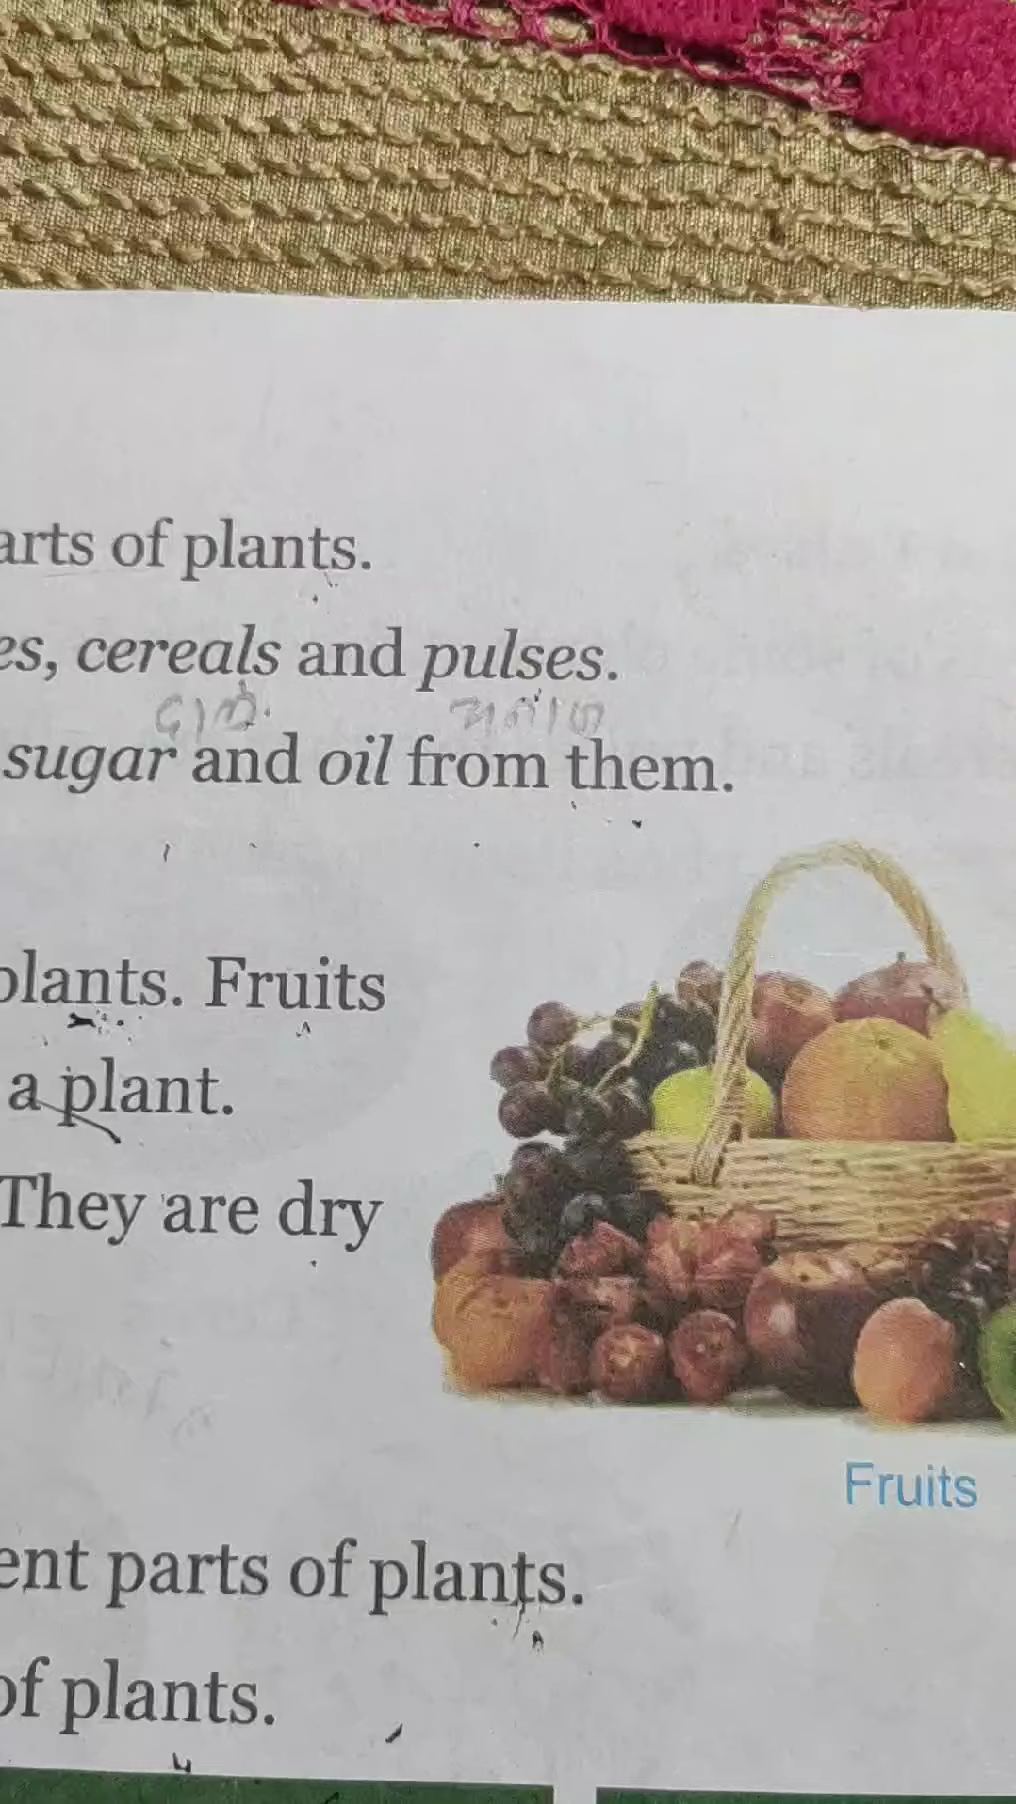 arts of plants.
es, cereals and pulses.
sugar and oil from them.
plants. Fruits
a plant.
They are dry
Fruits
ent parts of plants.
of plants.